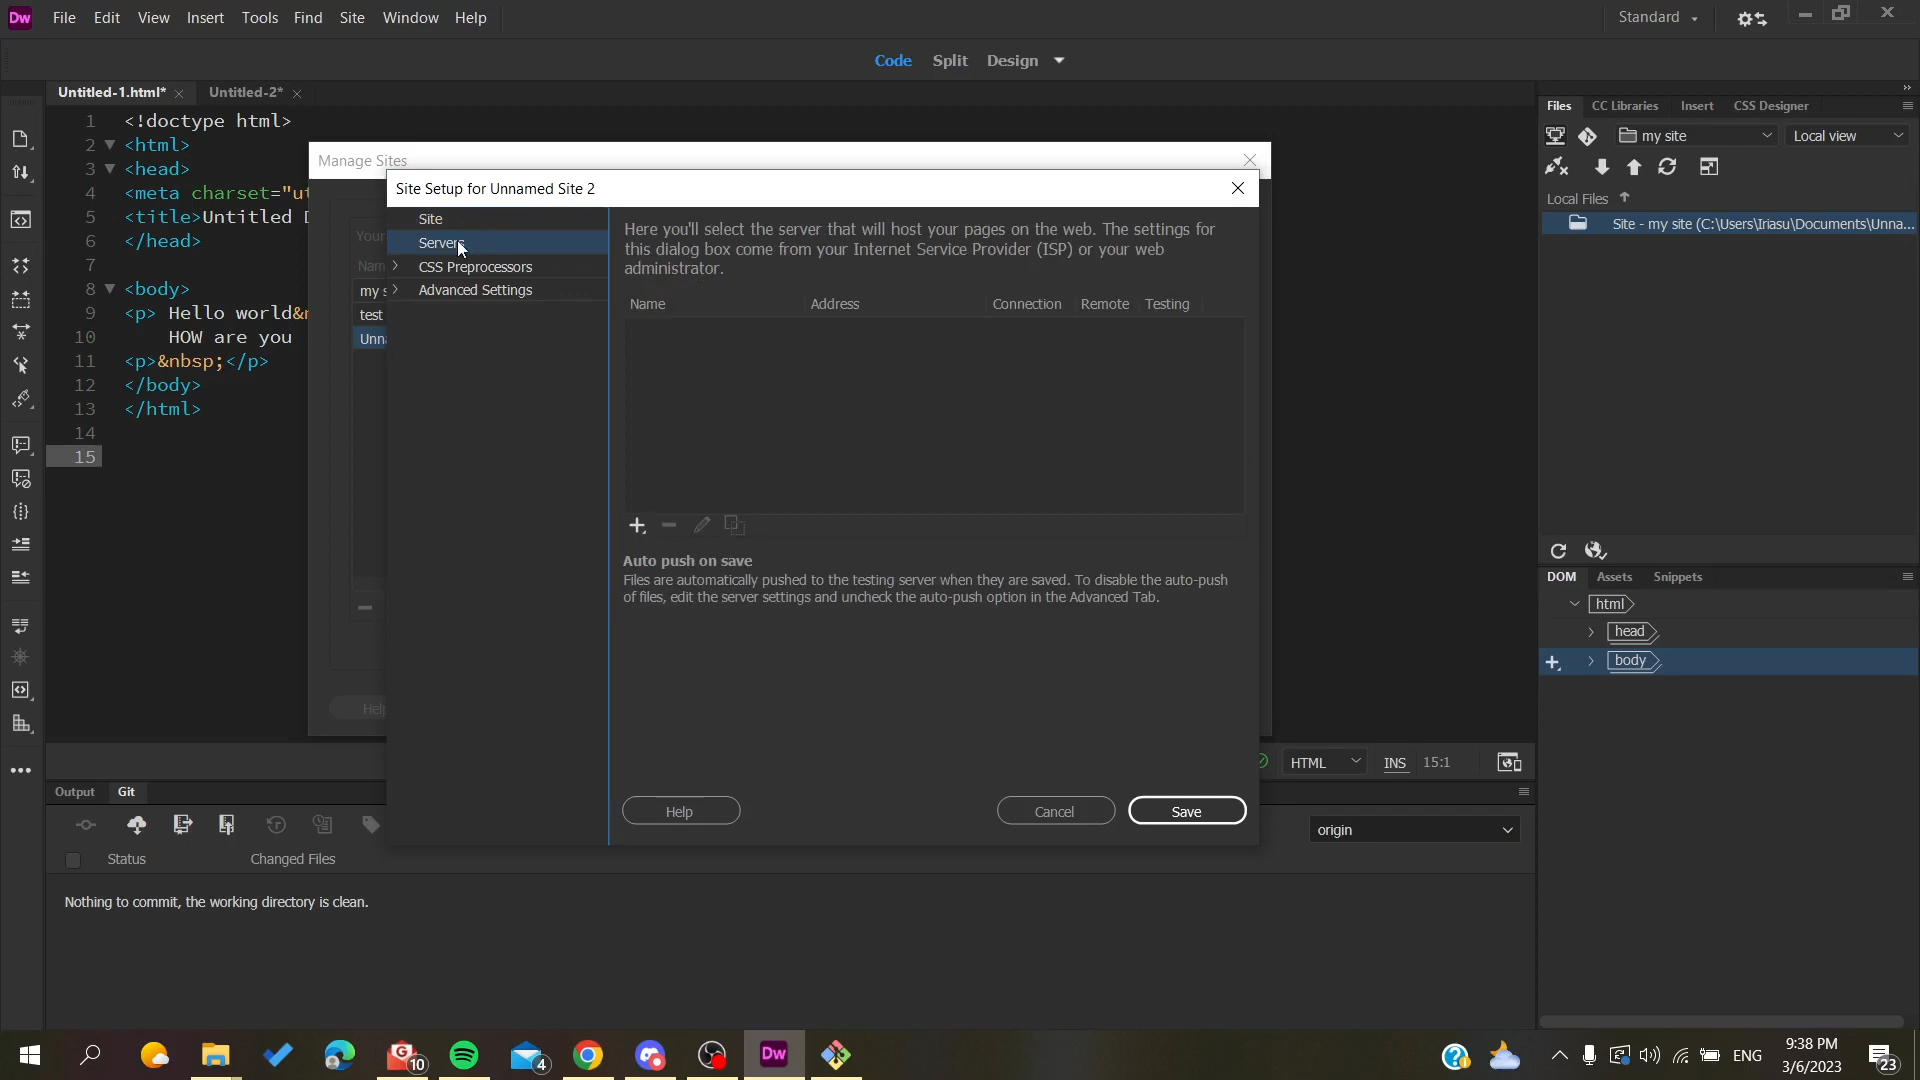 Dw File Edit View Insert Tools Find Site Window Help
Standard
Code Split Design
Untitled-1.html* Untitled-2*
1 <!doctype html>
2 <html>
3 <head>
4 <meta charset="ut
5 <title>Untitled D
6 </head>
7
8 <body>
9 <p> Hello world&n
10 HOW are you
11 <p>&nbsp;</p>
12 </body>
13 </html>
14
15
Manage Sites
Your
Nam
my s
test
Unna
Help
Site Setup for Unnamed Site 2
Site
Servers
CSS Preprocessors
Advanced Settings
Here you'll select the server that will host your pages on the web. The settings for
this dialog box come from your Internet Service Provider (ISP) or your web
administrator.
Name Address Connection Remote Testing
Auto push on save
Files are automatically pushed to the testing server when they are saved. To disable the auto-push
of files, edit the server settings and uncheck the auto-push option in the Advanced Tab.
Help Cancel Save
HTML INS 15:1
Output Git
origin
Status Changed Files
Nothing to commit, the working directory is clean.
Files CC Libraries Insert CSS Designer
my site Local view
Local Files
Site - my site (C:\Users\Iriasu\Documents\Unna...
DOM Assets Snippets
html
head
body
10 4 Dw ENG
9:38 PM
3/6/2023
23